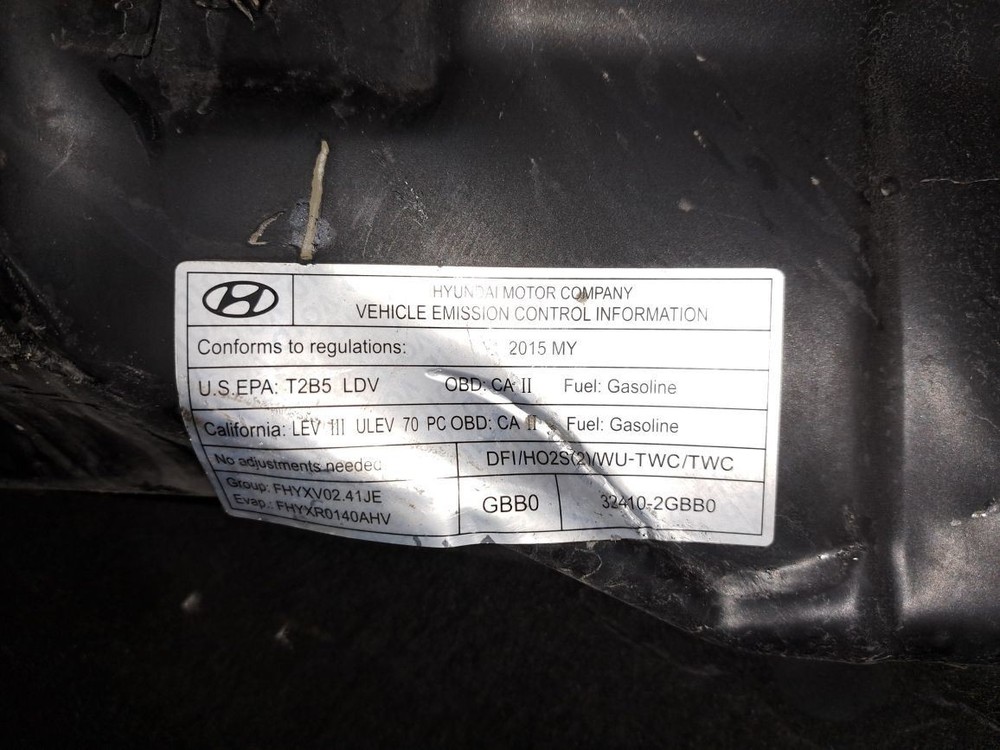 HYUNDAI MOTOR COMPANY
VEHICLE EMISSION CONTROL INFORMATION
Conforms to regulations: 2015 MY
U.S.EPA: T2B5 LDV OBD: CA II Fuel: Gasoline
California: LEV III ULEV 70 PC OBD: CA II Fuel: Gasoline
No adjustments needed DFI/HO2S(2)/WU-TWC/TWC
Group: FHYXV02.41JE
Evap.: FHYXR0140AHV
GBB0 32410-2GBB0